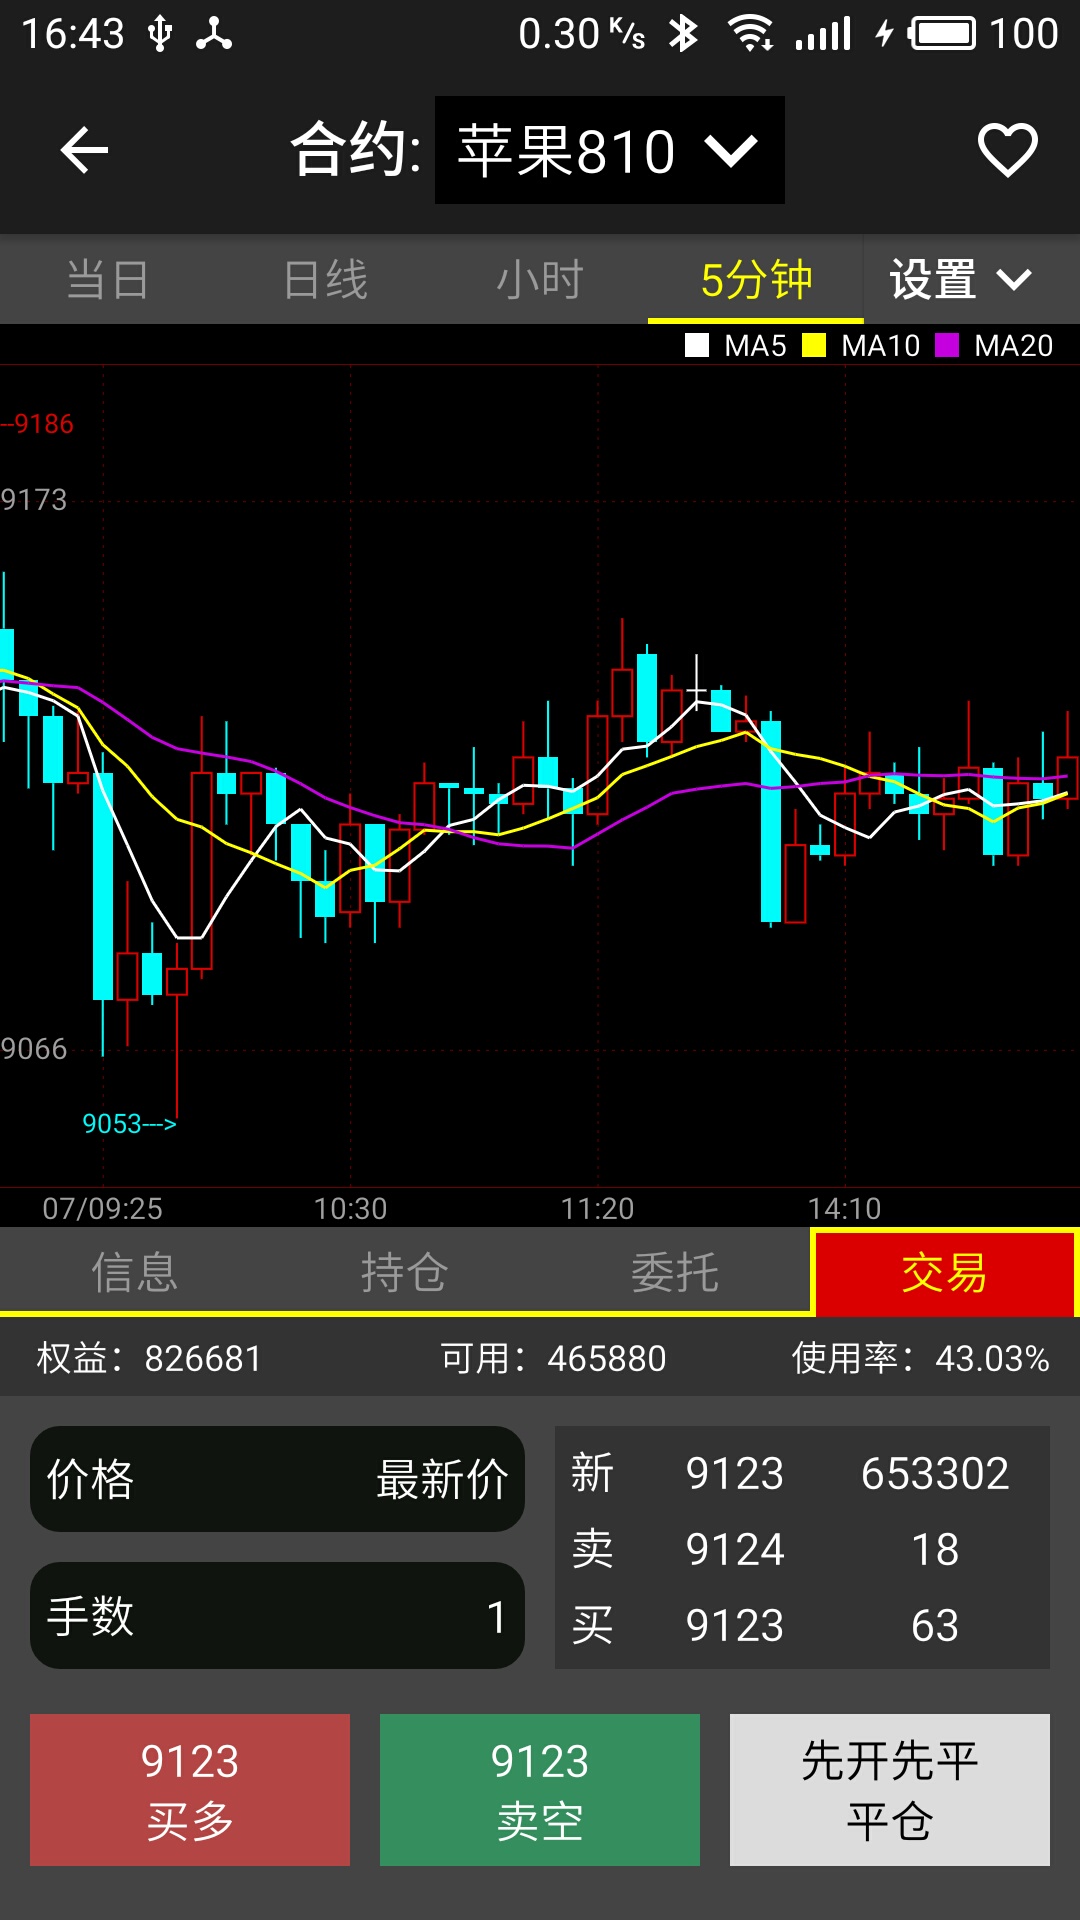 16:43 0.30 K/s 100
合约: 苹果810
当日 日线 小时 5分钟 设置
MA5 MA10 MA20
--9186
9173
9066
9053--->
07/09:25 10:30 11:20 14:10
信息 持仓 委托 交易
权益：826681 可用：465880 使用率：43.03%
价格 最新价
手数 1
新 9123 653302
卖 9124 18
买 9123 63
9123
买多
9123
卖空
先开先平
平仓